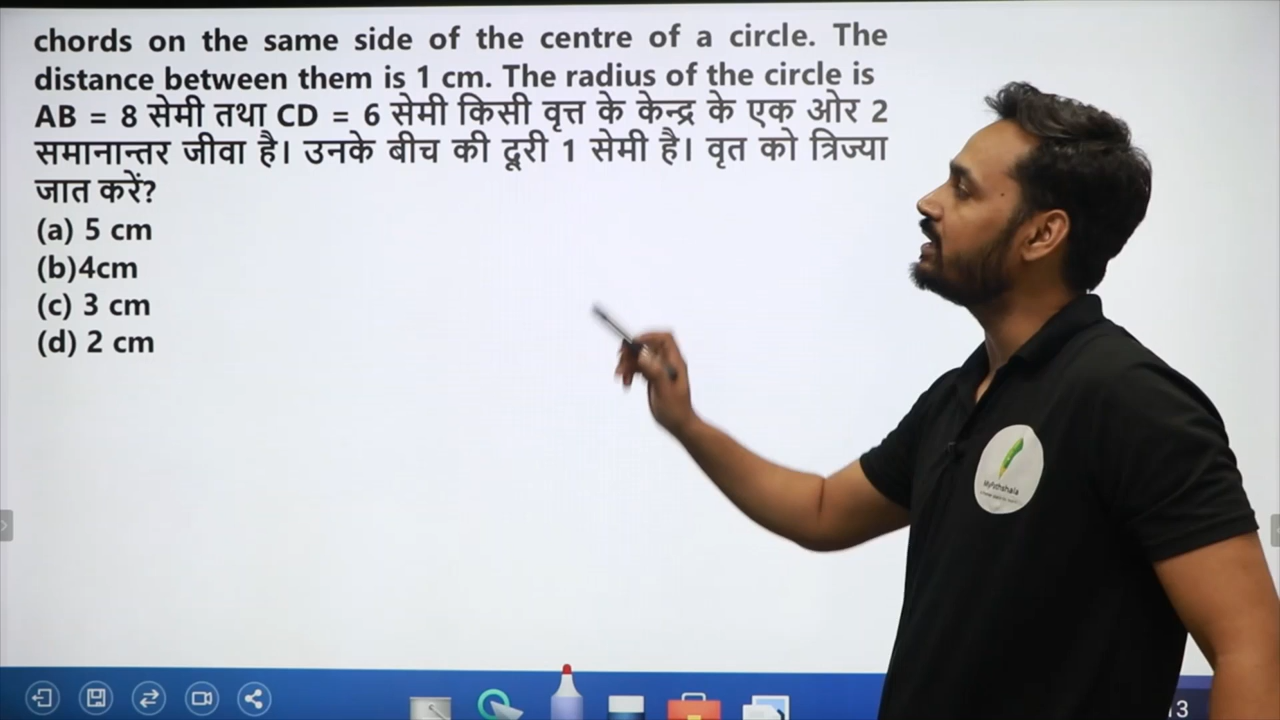 chords on the same side of the centre of a circle. The
distance between them is 1 cm. The radius of the circle is
AB = 8 सेमी तथा CD = 6 सेमी किसी वृत्त के केन्द्र के एक ओर 2
समानान्तर जीवा है। उनके बीच की दूरी 1 सेमी है। वृत को त्रिज्या
जात करें?
(a) 5 cm
(b)4cm
(c) 3 cm
(d) 2 cm